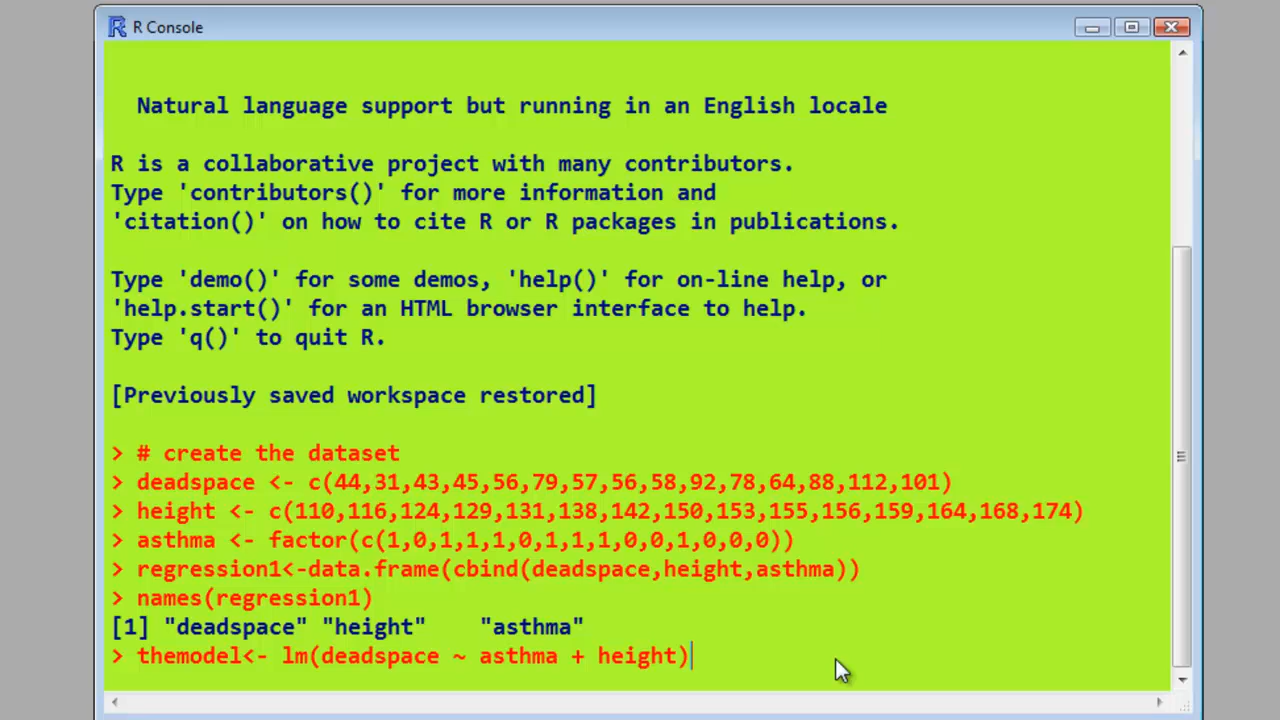 R Console
Natural language support but running in an English locale
R is a collaborative project with many contributors.
Type 'contributors()' for more information and
'citation()' on how to cite R or R packages in publications.
Type 'demo()' for some demos, 'help()' for on-line help, or
'help.start()' for an HTML browser interface to help.
Type 'q()' to quit R.
[Previously saved workspace restored]
> # create the dataset
> deadspace <- c(44,31,43,45,56,79,57,56,58,92,78,64,88,112,101)
> height <- c(110,116,124,129,131,138,142,150,153,155,156,159,164,168,174)
> asthma <- factor(c(1,0,1,1,1,0,1,1,1,0,0,1,0,0,0))
> regression1<-data.frame(cbind(deadspace,height,asthma))
> names(regression1)
[1] "deadspace" "height"    "asthma"
> themodel<- lm(deadspace ~ asthma + height)